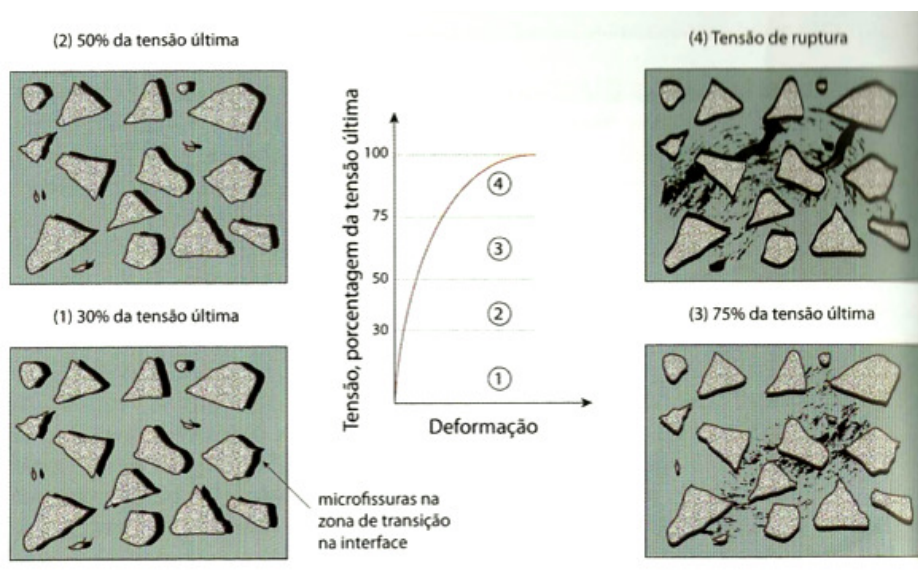 (2) 50% da tensão última
(4) Tensão de ruptura
Tensão, porcentagem da tensão última
100
75
50
30
4
3
2
1
Deformação
(1) 30% da tensão última
(3) 75% da tensão última
microfissuras na
zona de transição
na interface